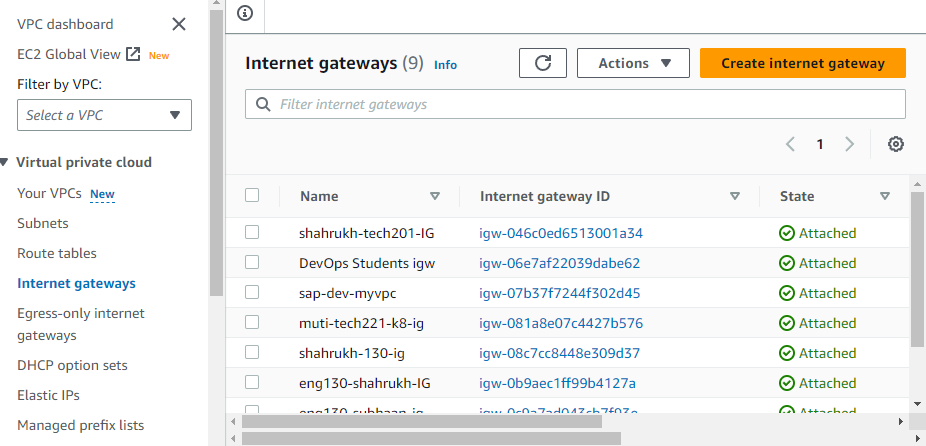 VPC dashboard
EC2 Global View New
Filter by VPC:
Select a VPC
Virtual private cloud
Your VPCs New
Subnets
Route tables
Internet gateways
Egress-only internet
gateways
DHCP option sets
Elastic IPs
Managed prefix lists
Internet gateways (9) Info
Actions
Create internet gateway
Filter internet gateways
1
Name Internet gateway ID State
shahrukh-tech201-IG igw-046c0ed6513001a34 Attached
DevOps Students igw igw-06e7af22039dabe62 Attached
sap-dev-myvpc igw-07b37f7244f302d45 Attached
muti-tech221-k8-ig igw-081a8e07c4427b576 Attached
shahrukh-130-ig igw-08c7cc8448e309d37 Attached
eng130-shahrukh-IG igw-0b9aec1ff99b4127a Attached
eng130-subhaan-ig Attached